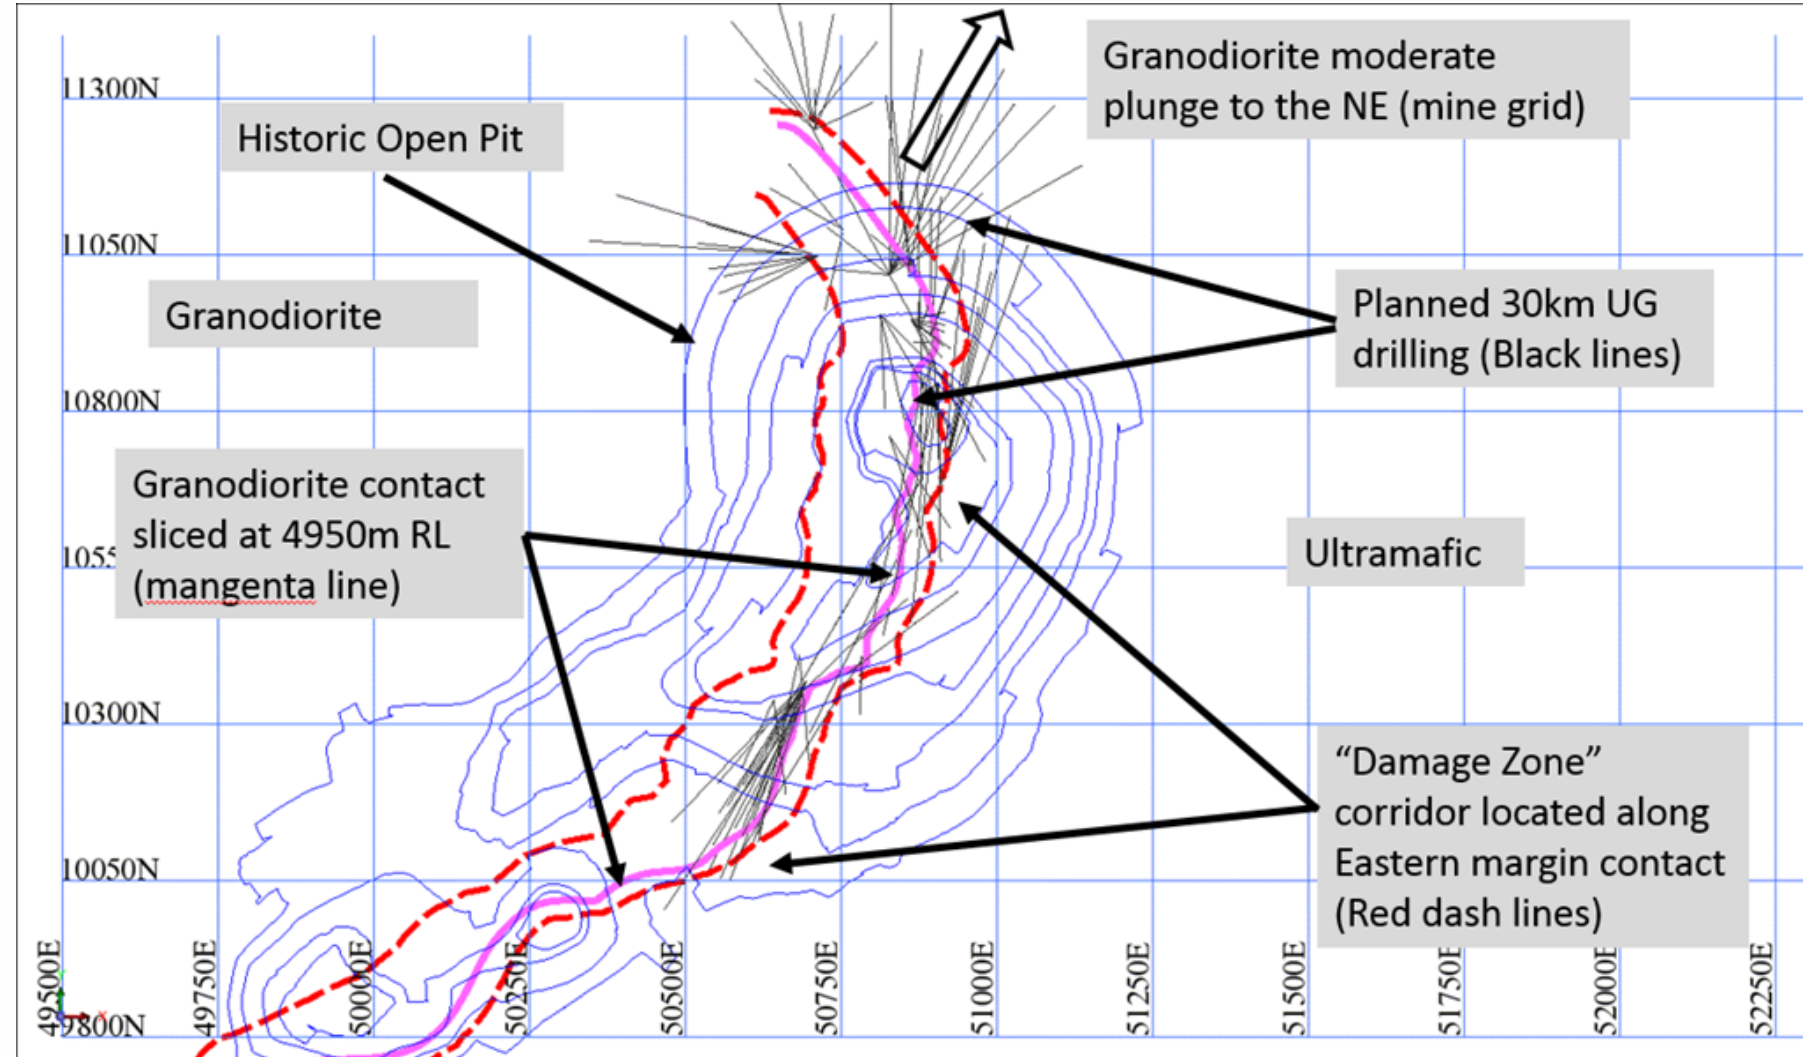 Granodiorite moderate
plunge to the NE (mine grid)
11300N
Historic Open Pit
11050N
Granodiorite
Planned 30km UG
drilling (Black lines)
10800N
Granodiorite contact
sliced at 4950m RL
(mangenta line)
1055
Ultramafic
10300N
"Damage Zone"
corridor located along
Eastern margin contact
(Red dash lines)
10050N
49800N
49500E
49750E
50000E
50250E
50500E
50750E
51000E
51250E
51500E
51750E
52000E
52250E